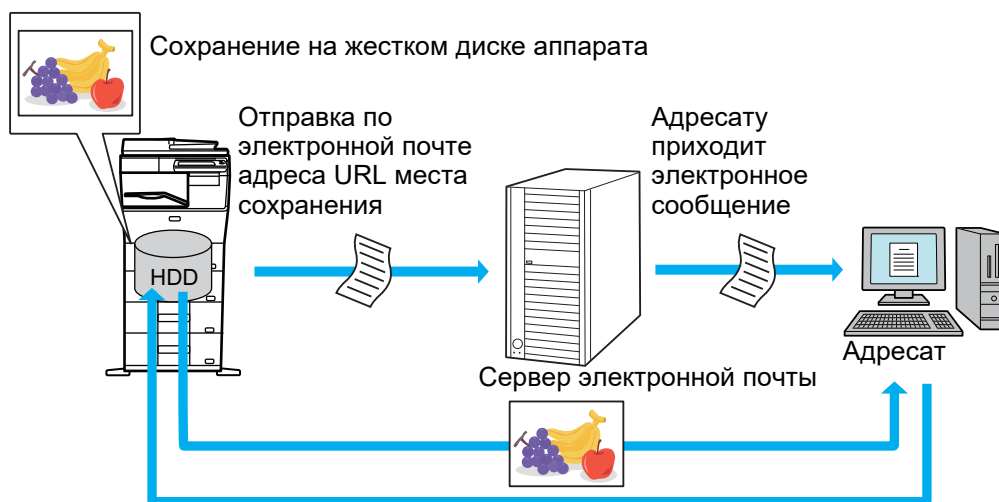 Сохранение на жестком диске аппарата
Отправка по
электронной почте
адреса URL места
сохранения
Адресату
приходит
электронное
сообщение
HDD
Адресат
Сервер электронной почты